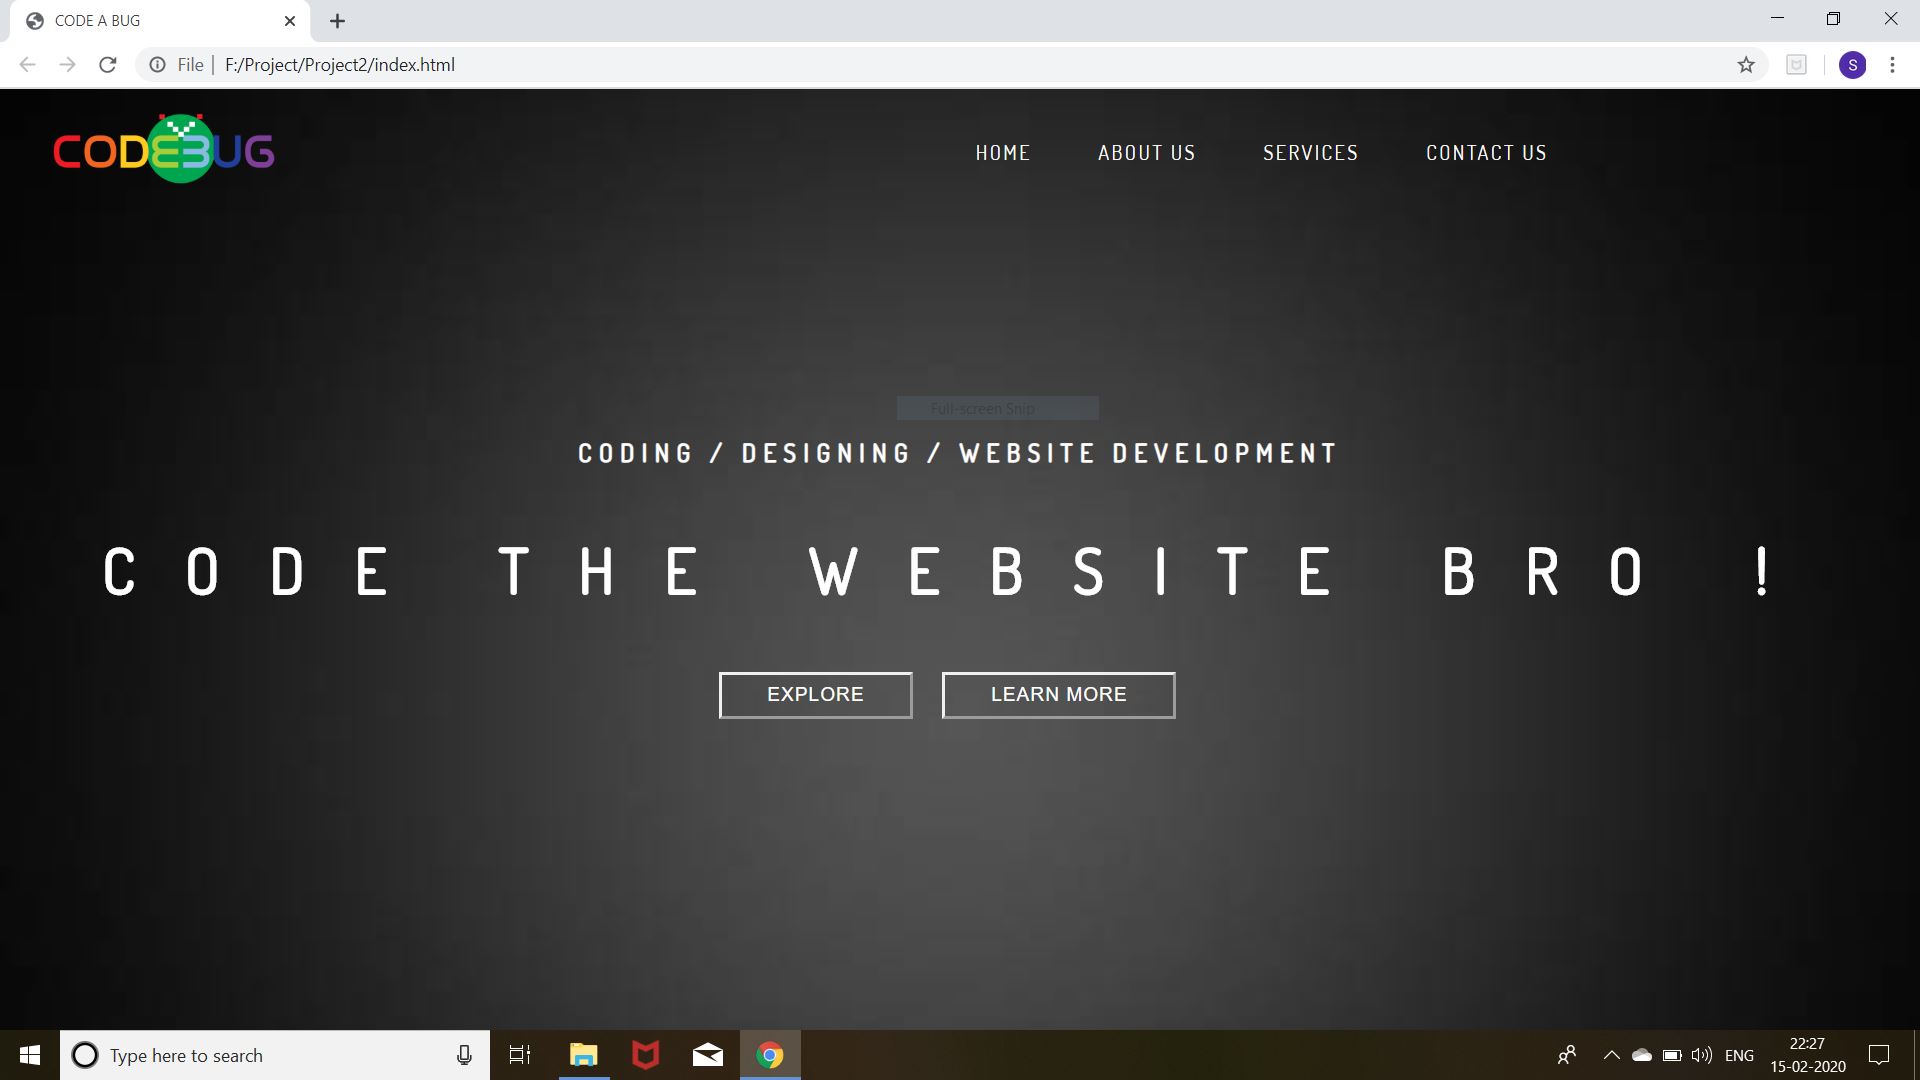 CODE A BUG
File | F:/Project/Project2/index.html
S
CODEBUG
HOME ABOUT US SERVICES CONTACT US
Full-screen Snip
CODING / DESIGNING / WEBSITE DEVELOPMENT
CODE THE WEBSITE BRO !
EXPLORE LEARN MORE
Type here to search
ENG
22:27
15-02-2020